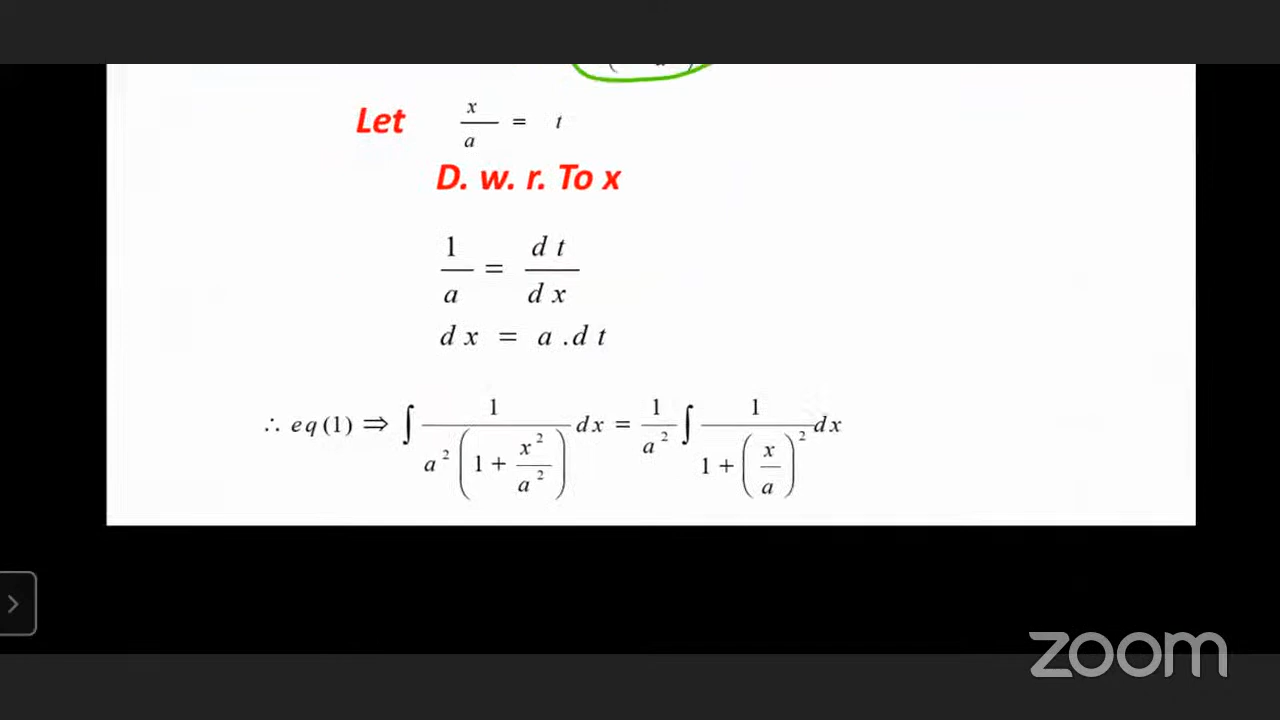 Let x/a = t
D. w. r. To x
1/a = dt/dx
dx = a .dt
∴ eq(1) ⇒ ∫ 1/(a²(1 + x²/a²)) dx = 1/a² ∫ 1/(1 + (x/a)²) dx
zoom